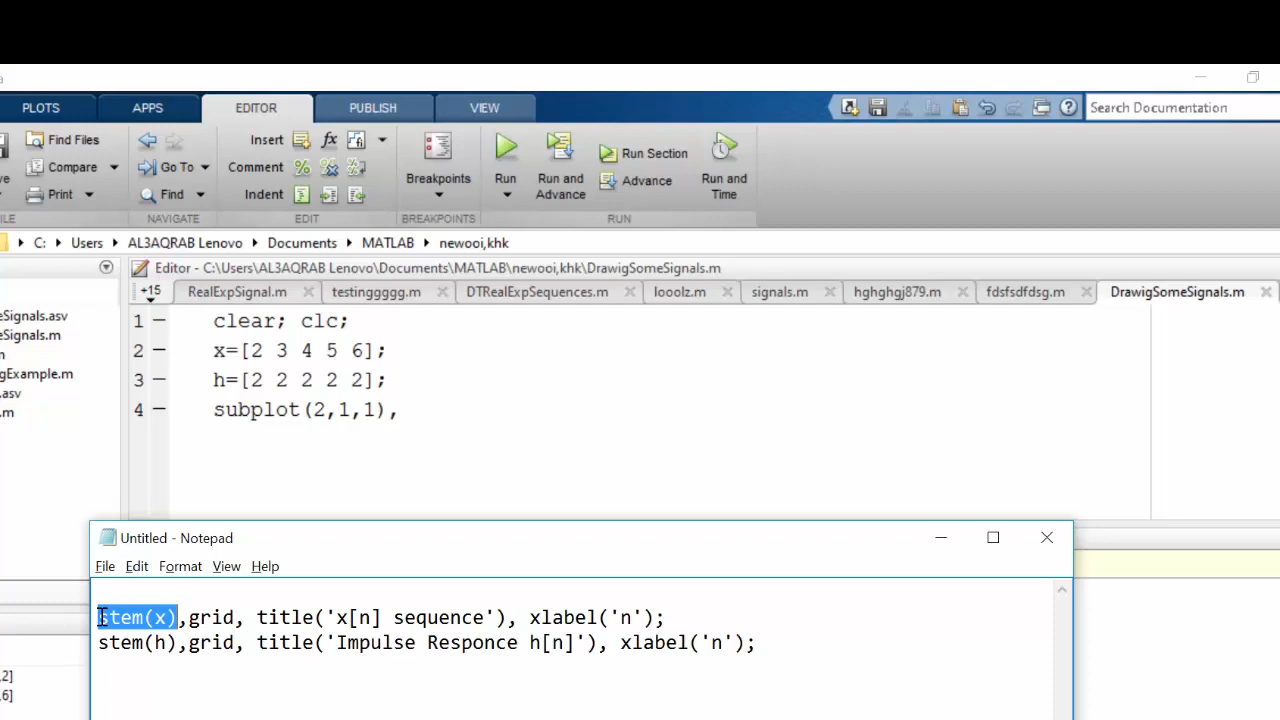 a
PLOTS APPS EDITOR PUBLISH VIEW Search Documentation
Find Files Insert fx
Compare Go To Comment Breakpoints Run Run and Advance Run Section Advance Run and Time
Print Find Indent
NAVIGATE EDIT BREAKPOINTS RUN
C: Users AL3AQRAB Lenovo Documents MATLAB newooi,khk
Editor - C:\Users\AL3AQRAB Lenovo\Documents\MATLAB\newooi,khk\DrawigSomeSignals.m
+15 RealExpSignal.m testinggggg.m DTRealExpSequences.m looolz.m signals.m hghghgj879.m fdsfsdfdsg.m DrawigSomeSignals.m
eSignals.asv
eSignals.m
n
gExample.m
.asv
.m
1 clear; clc;
2 x=[2 3 4 5 6];
3 h=[2 2 2 2 2];
4 subplot(2,1,1),
Untitled - Notepad
File Edit Format View Help
stem(x),grid, title('x[n] sequence'), xlabel('n');
stem(h),grid, title('Impulse Responce h[n]'), xlabel('n');
,2]
,6]